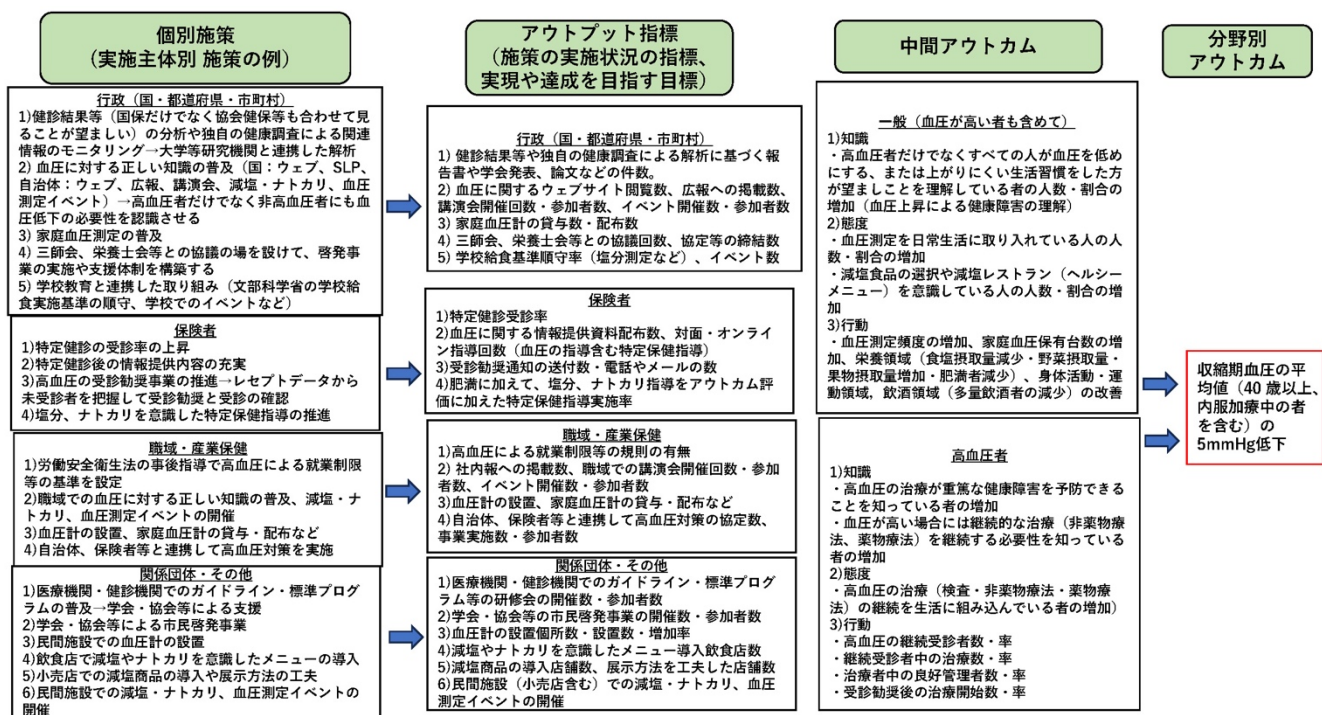 個別施策
(実施主体別 施策の例)
行政(国・都道府県・市町村)
1)健診結果等(国保だけでなく協会健保等も合わせて見
ることが望ましい)の分析や独自の健康調査による関連
情報のモニタリング→大学等研究機関と連携した解析
2) 血圧に対する正しい知識の普及(国:ウェブ、SLP、
自治体:ウェブ、広報、講演会、減塩・ナトカリ、血圧
測定イベント)→高血圧者だけでなく非高血圧者にも血
圧低下の必要性を認識させる
3) 家庭血圧測定の普及
4) 三師会、栄養士会等との協議の場を設けて、啓発事
業の実施や支援体制を構築する
5) 学校教育と連携した取り組み(文部科学省の学校給
食実施基準の順守、学校でのイベントなど)
保険者
1)特定健診の受診率の上昇
2)特定健診後の情報提供内容の充実
3)高血圧の受診勧奨事業の推進→レセプトデータから
未受診者を把握して受診勧奨と受診の確認
4)塩分、ナトカリを意識した特定保健指導の推進
職域・産業保健
1)労働安全衛生法の事後指導で高血圧による就業制限
等の基準を設定
2)職域での血圧に対する正しい知識の普及、減塩・ナ
トカリ、血圧測定イベントの開催
3)血圧計の設置、家庭血圧計の貸与・配布など
4)自治体、保険者等と連携して高血圧対策を実施
関係団体・その他
1)医療機関・健診機関でのガイドライン・標準プログ
ラムの普及→学会・協会等による支援
2)学会・協会等による市民啓発事業
3)民間施設での血圧計の設置
4)飲食店で減塩やナトカリを意識したメニューの導入
5)小売店での減塩商品の導入や展示方法の工夫
6)民間施設での減塩・ナトカリ、血圧測定イベントの
開催
アウトプット指標
(施策の実施状況の指標、
実現や達成を目指す目標)
行政(国・都道府県・市町村)
1) 健診結果等や独自の健康調査による解析に基づく報
告書や学会発表、論文などの件数。
2) 血圧に関するウェブサイト閲覧数、広報への掲載数、
講演会開催回数・参加者数、イベント開催数・参加者数
3) 家庭血圧計の貸与数・配布数
4) 三師会、栄養士会等との協議回数、協定等の締結数
5) 学校給食基準順守率(塩分測定など)、イベント数
保険者
1)特定健診受診率
2)血圧に関する情報提供資料配布数、対面・オンライ
ン指導回数(血圧の指導含む特定保健指導)
3)受診勧奨通知の送付数・電話やメールの数
4)肥満に加えて、塩分、ナトカリ指導をアウトカム評
価に加えた特定保健指導実施率
職域・産業保健
1)高血圧による就業制限等の規則の有無
2) 社内報への掲載数、職域での講演会開催回数・参加
者数、イベント開催数・参加者数
3)血圧計の設置、家庭血圧計の貸与・配布など
4)自治体、保険者等と連携して高血圧対策の協定数、
事業実施数・参加者数
関係団体・その他
1)医療機関・健診機関でのガイドライン・標準プログ
ラム等の研修会の開催数・参加者数
2)学会・協会等の市民啓発事業の開催数・参加者数
3)血圧計の設置個所数・設置数・増加率
4)減塩やナトカリを意識したメニュー導入飲食店数
5)減塩商品の導入店舗数、展示方法を工夫した店舗数
6)民間施設(小売店含む)での減塩・ナトカリ、血圧
測定イベントの開催
中間アウトカム
一般(血圧が高い者も含めて)
1)知識
・高血圧者だけでなくすべての人が血圧を低め
にする、または上がりにくい生活習慣をした方
が望ましことを理解している者の人数・割合の
増加(血圧上昇による健康障害の理解)
2)態度
・血圧測定を日常生活に取り入れている人の人
数・割合の増加
・減塩食品の選択や減塩レストラン(ヘルシー
メニュー)を意識している人の人数・割合の増
加
3)行動
・血圧測定頻度の増加、家庭血圧保有台数の増
加、栄養領域(食塩摂取量減少・野菜摂取量・
果物摂取量増加・肥満者減少)、身体活動・運
動領域,飲酒領域(多量飲酒者の減少)の改善
高血圧者
1)知識
・高血圧の治療が重篤な健康障害を予防できる
ことを知っている者の増加
・血圧が高い場合には継続的な治療(非薬物療
法、薬物療法)を継続する必要性を知っている
者の増加
2)態度
・高血圧の治療(検査・非薬物療法・薬物療
法)の継続を生活に組み込んでいる者の増加)
3)行動
・高血圧の継続受診者数・率
・継続受診者中の治療数・率
・治療者中の良好管理者数・率
・受診勧奨後の治療開始数・率
分野別
アウトカム
収縮期血圧の平
均値(40 歳以上、
内服加療中の者
を含む)の
5mmHg低下